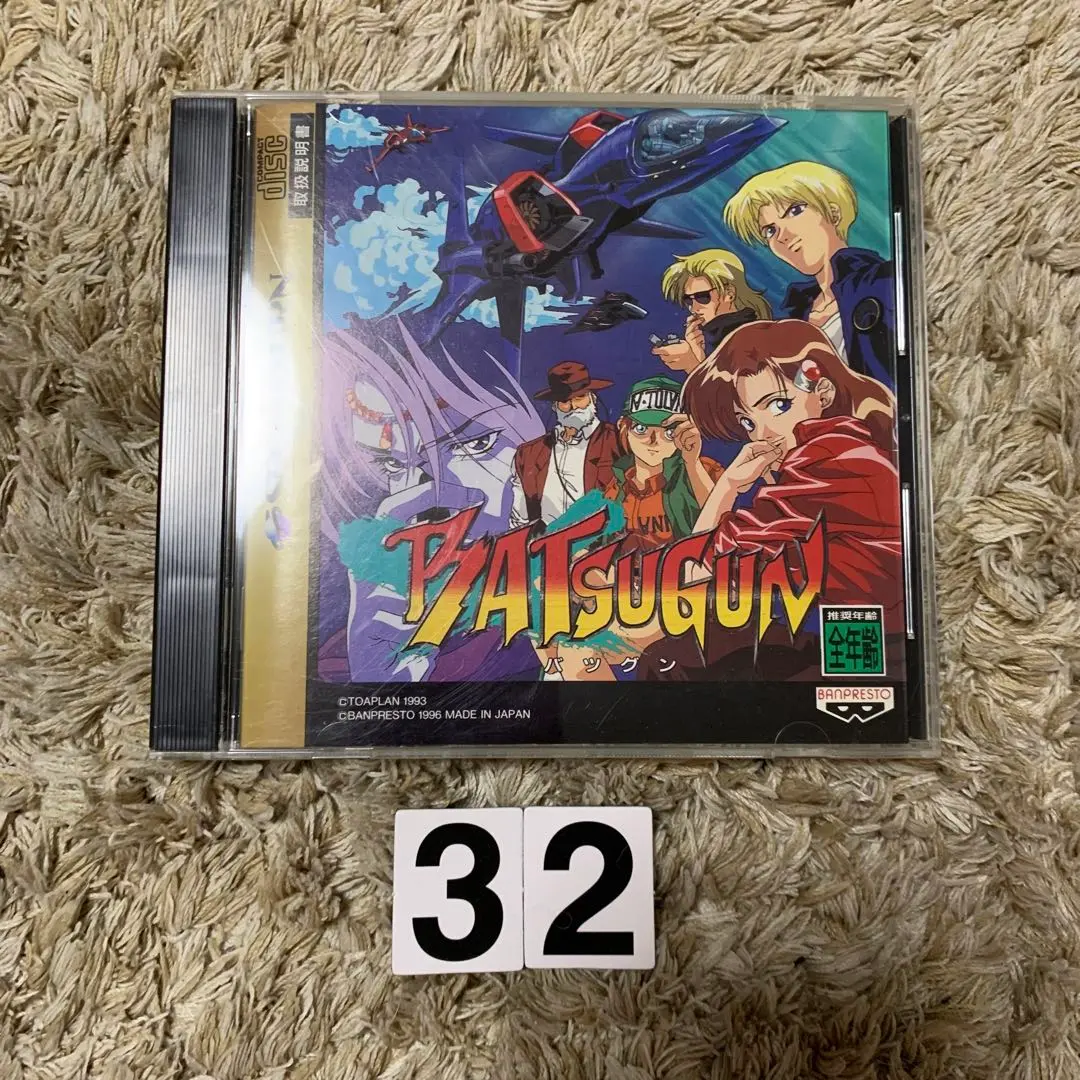 COMPACT
disc
取扱説明書
BATSUGUN
バツグン
推奨年齢
全年齢
BANPRESTO
©TOAPLAN 1993
©BANPRESTO 1996 MADE IN JAPAN
32